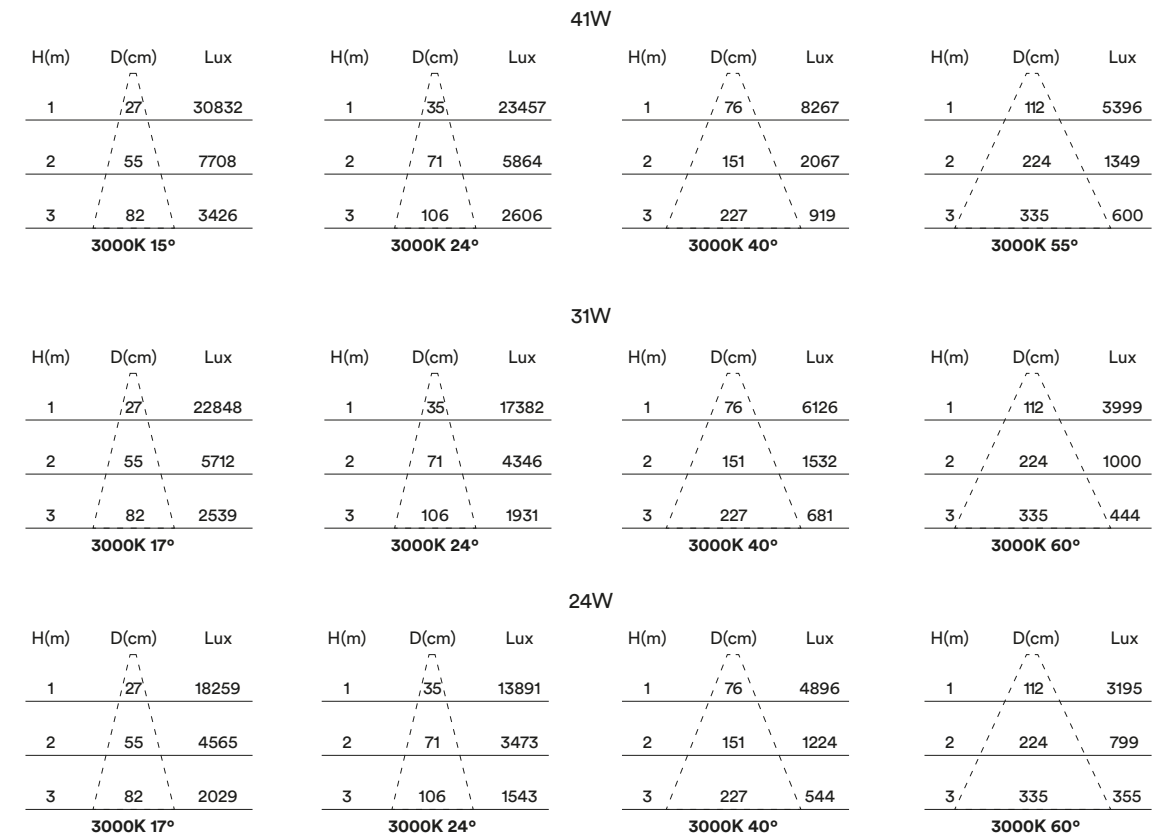 41W
H(m) D(cm) Lux H(m) D(cm) Lux H(m) D(cm) Lux H(m) D(cm) Lux
1 27 30832 1 35 23457 1 76 8267 1 112 5396
2 55 7708 2 71 5864 2 151 2067 2 224 1349
3 82 3426 3 106 2606 3 227 919 3 335 600
3000K 15° 3000K 24° 3000K 40° 3000K 55°
31W
H(m) D(cm) Lux H(m) D(cm) Lux H(m) D(cm) Lux H(m) D(cm) Lux
1 27 22848 1 35 17382 1 76 6126 1 112 3999
2 55 5712 2 71 4346 2 151 1532 2 224 1000
3 82 2539 3 106 1931 3 227 681 3 335 444
3000K 17° 3000K 24° 3000K 40° 3000K 60°
24W
H(m) D(cm) Lux H(m) D(cm) Lux H(m) D(cm) Lux H(m) D(cm) Lux
1 27 18259 1 35 13891 1 76 4896 1 112 3195
2 55 4565 2 71 3473 2 151 1224 2 224 799
3 82 2029 3 106 1543 3 227 544 3 335 355
3000K 17° 3000K 24° 3000K 40° 3000K 60°